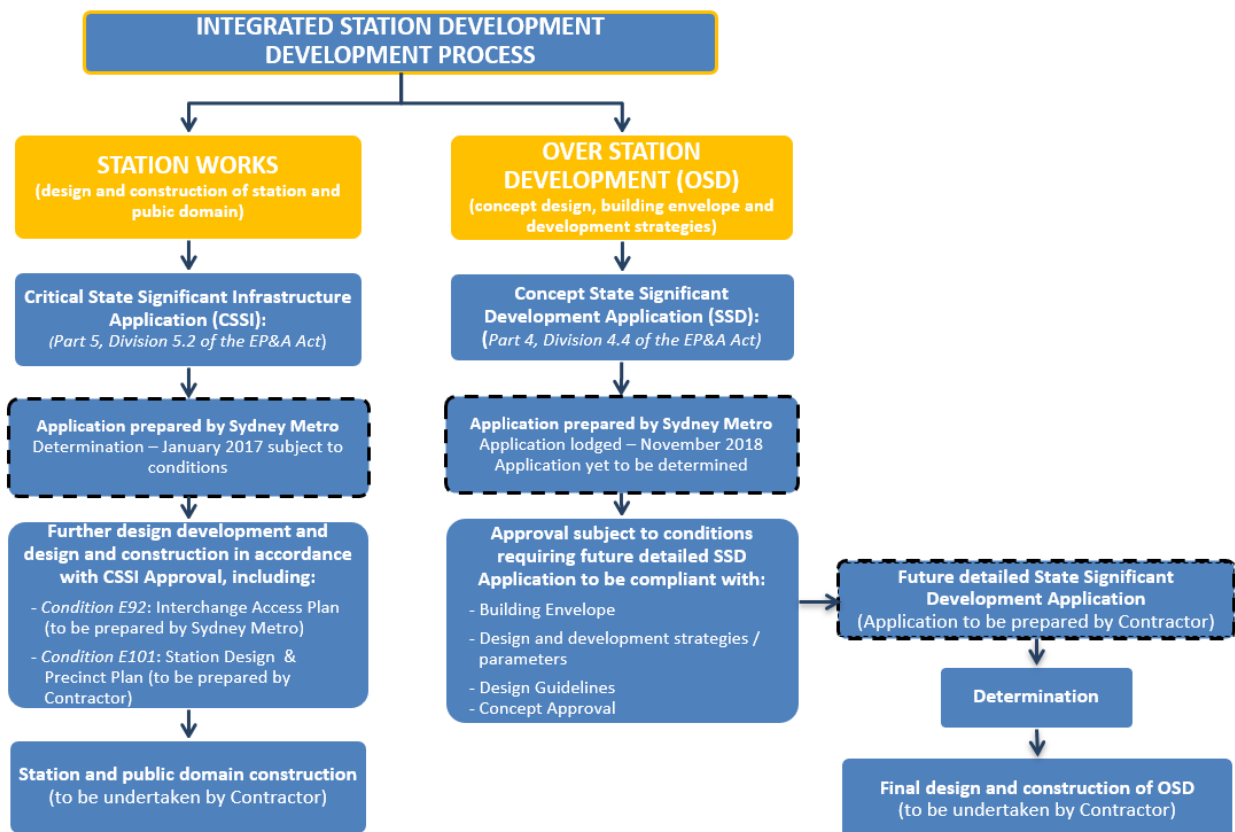 INTEGRATED STATION DEVELOPMENT
DEVELOPMENT PROCESS
STATION WORKS
(design and construction of station and
pubic domain)
Critical State Significant Infrastructure
Application (CSSI):
(Part 5, Division 5.2 of the EP&A Act)
Application prepared by Sydney Metro
Determination – January 2017 subject to
conditions
Further design development and
design and construction in accordance
with CSSI Approval, including:
- Condition E92: Interchange Access Plan
(to be prepared by Sydney Metro)
- Condition E101: Station Design &
Precinct Plan (to be prepared by
Contractor)
Station and public domain construction
(to be undertaken by Contractor)
OVER STATION
DEVELOPMENT (OSD)
(concept design, building envelope and
development strategies)
Concept State Significant
Development Application (SSD):
(Part 4, Division 4.4 of the EP&A Act)
Application prepared by Sydney Metro
Application lodged – November 2018
Application yet to be determined
Approval subject to conditions
requiring future detailed SSD
Application to be compliant with:
- Building Envelope
- Design and development strategies /
parameters
- Design Guidelines
- Concept Approval
Future detailed State Significant
Development Application
(Application to be prepared by Contractor)
Determination
Final design and construction of OSD
(to be undertaken by Contractor)